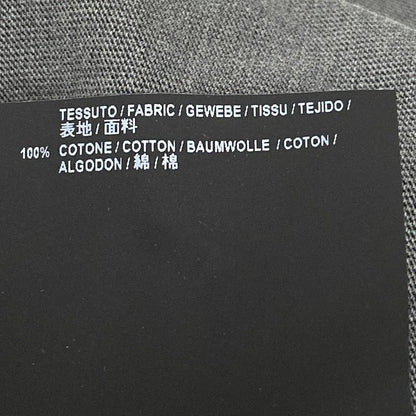 TESSUTO / FABRIC / GEWEBE / TISSU / TEJIDO /
表地 / 面料
100% COTONE / COTTON / BAUMWOLLE / COTON /
ALGODON / 綿 / 棉